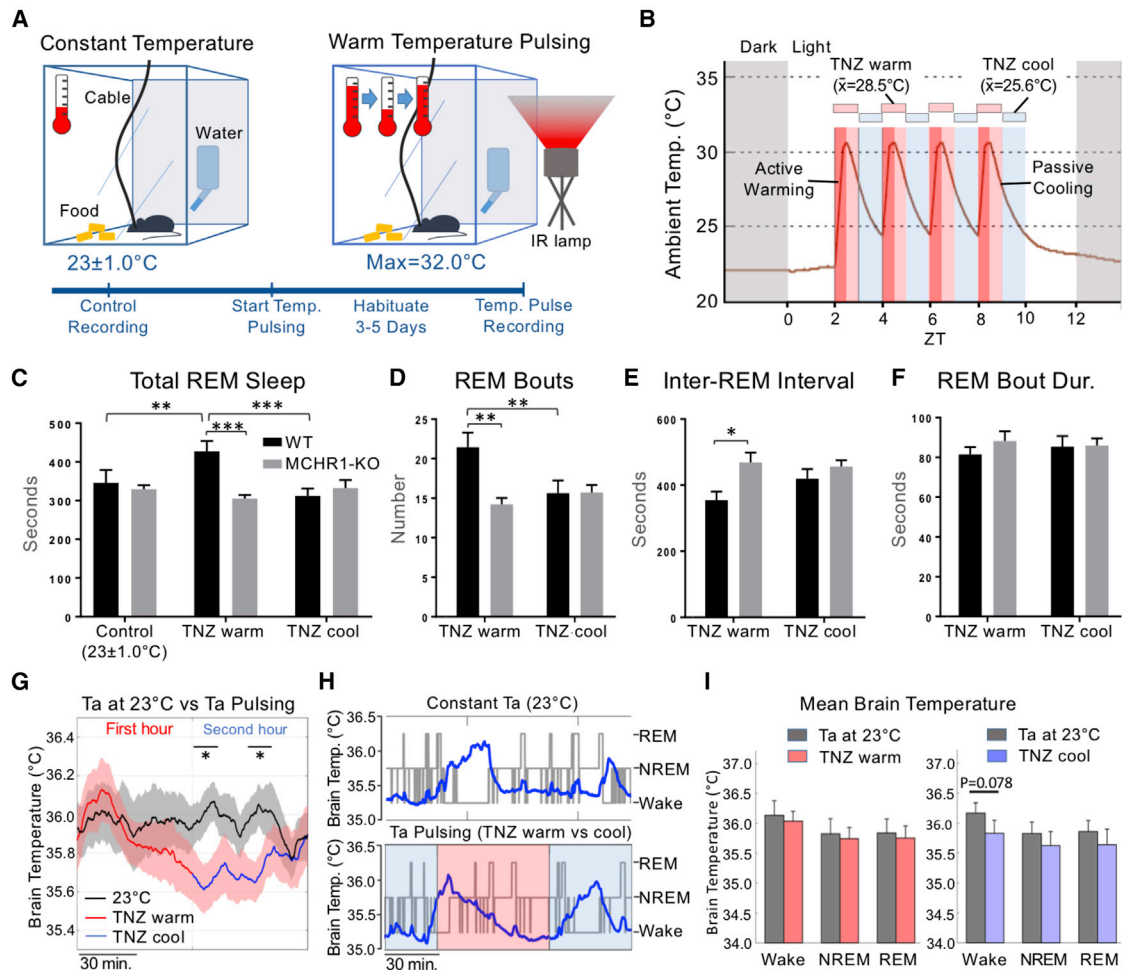 A
Constant Temperature
Cable
Water
Food
23±1.0°C
Warm Temperature Pulsing
IR lamp
Max=32.0°C
Control
Recording
Start Temp.
Pulsing
Habituate
3-5 Days
Temp. Pulse
Recording
B
Dark Light
TNZ warm
(x̄=28.5°C)
TNZ cool
(x̄=25.6°C)
Active
Warming
Passive
Cooling
Ambient Temp. (°C)
35
30
25
20
0 2 4 6 8 10 12
ZT
C
Total REM Sleep
** ***
***
WT
MCHR1-KO
Seconds
500
400
300
200
100
0
Control
(23±1.0°C)
TNZ warm
TNZ cool
D
REM Bouts
**
**
Number
25
20
15
10
5
0
TNZ warm TNZ cool
E
Inter-REM Interval
*
Seconds
600
400
200
0
TNZ warm TNZ cool
F
REM Bout Dur.
Seconds
100
80
60
40
20
0
TNZ warm TNZ cool
G
Ta at 23°C vs Ta Pulsing
First hour Second hour
* *
Brain Temperature (°C)
36.4
36.2
36.0
35.8
35.6
35.4
23°C
TNZ warm
TNZ cool
30 min.
H
Constant Ta (23°C)
Brain Temp. (°C)
36.5
36.0
35.5
35.0
REM
NREM
Wake
Ta Pulsing (TNZ warm vs cool)
Brain Temp. (°C)
36.5
36.0
35.5
35.0
REM
NREM
Wake
30 min.
I
Mean Brain Temperature
Ta at 23°C
TNZ warm
Brain Temperature (°C)
37.0
36.5
36.0
35.5
35.0
34.5
34.0
Wake NREM REM
Ta at 23°C
TNZ cool
P=0.078
37.0
36.5
36.0
35.5
35.0
34.5
34.0
Wake NREM REM